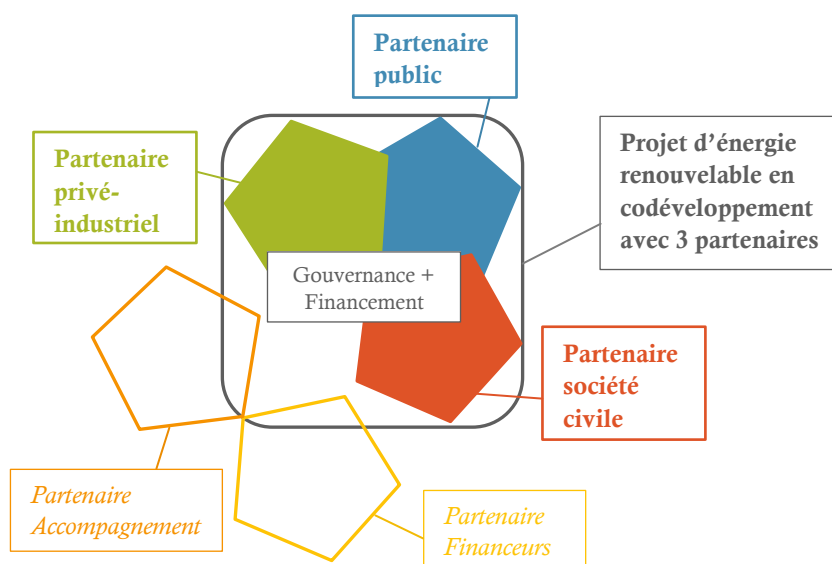 Partenaire
public
Partenaire
privé-
industriel
Projet d’énergie
renouvelable en
codéveloppement
avec 3 partenaires
Gouvernance +
Financement
Partenaire
société
civile
Partenaire
Accompagnement
Partenaire
Financeurs